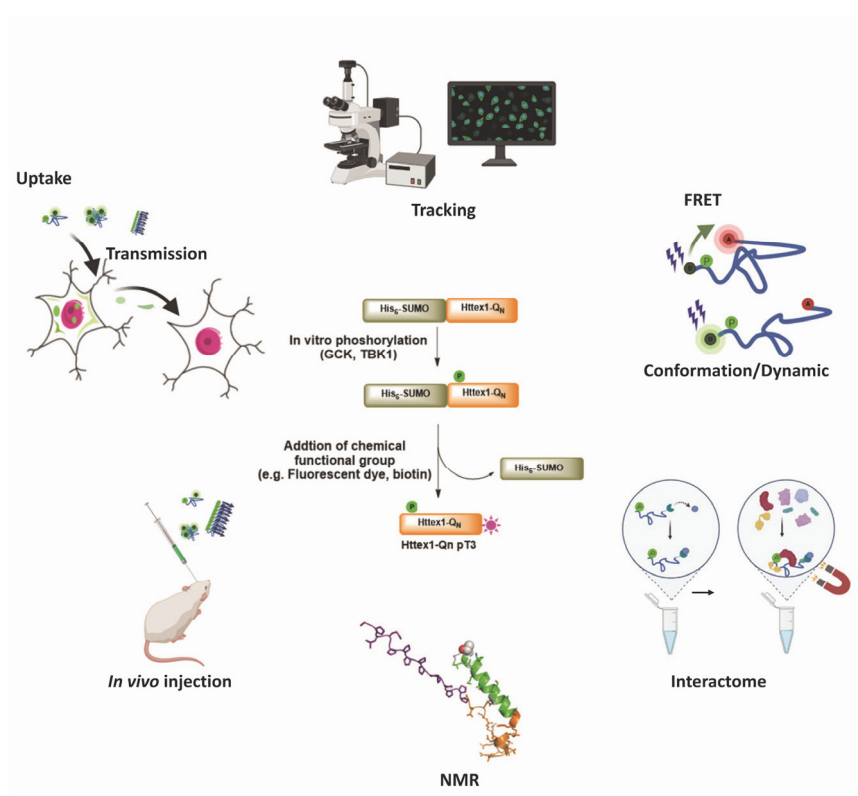 Tracking
Uptake
Transmission
FRET
A
D
P
A
P
D
Conformation/Dynamic
His6-SUMO Httex1-QN
In vitro phoshorylation
(GCK, TBK1)
P
His6-SUMO Httex1-QN
Addtion of chemical
functional group
(e.g. Fluorescent dye, biotin)
His6-SUMO
P
Httex1-QN
Httex1-Qn pT3
In vivo injection
Interactome
NMR